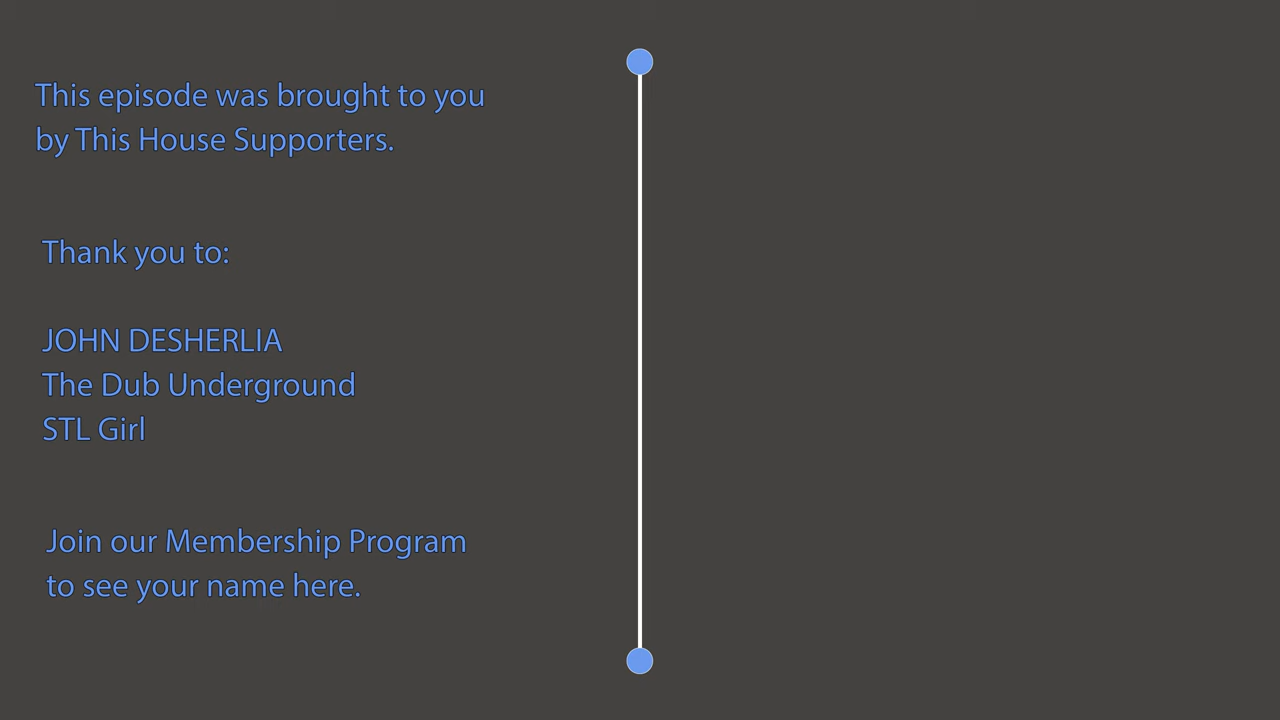 This episode was brought to you
by This House Supporters.
Thank you to:
JOHN DESHERLIA
The Dub Underground
STL Girl
Join our Membership Program
to see your name here.